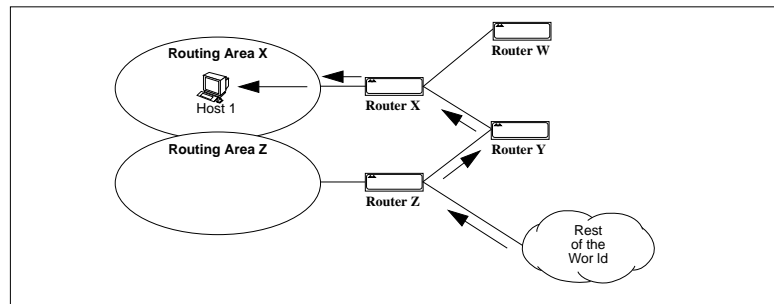 Routing Area X
Host 1
Router X
Router W
Router Y
Routing Area Z
Router Z
Rest
of the
Wor ld